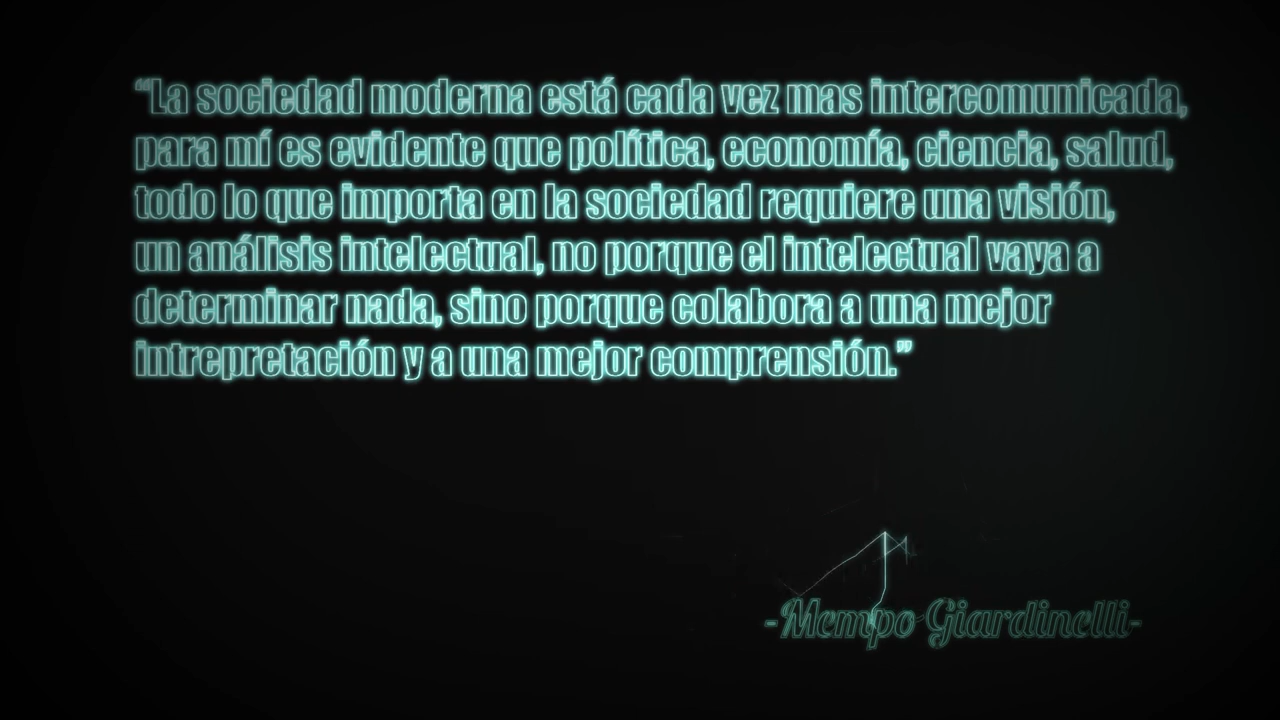 “La sociedad moderna está cada vez mas intercomunicada,
para mí es evidente que política, economía, ciencia, salud,
todo lo que importa en la sociedad requiere una visión,
un análisis intelectual, no porque el intelectual vaya a
determinar nada, sino porque colabora a una mejor
intrepretación y a una mejor comprensión.”
-Mempo Giardinelli-